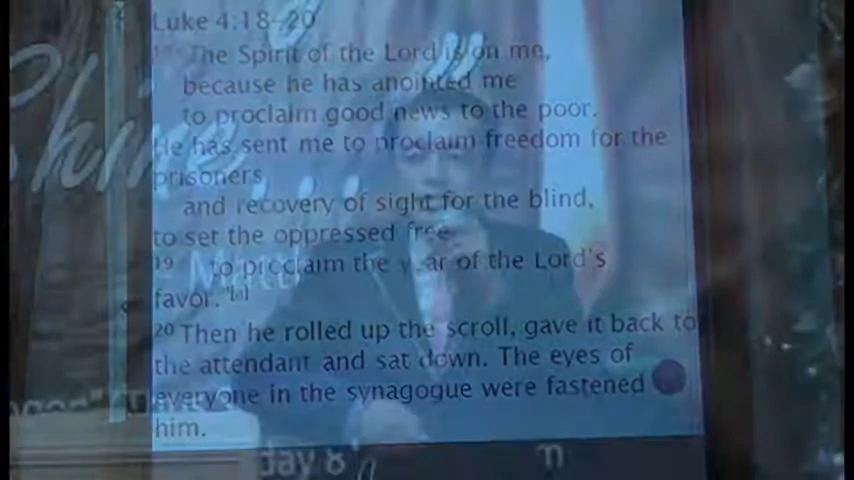 Luke 4:18-20
18 The Spirit of the Lord is on me,
because he has anointed me
to proclaim good news to the poor.
He has sent me to proclaim freedom for the
prisoners
and recovery of sight for the blind,
to set the oppressed free
19 to proclaim the year of the Lord's
favor."[e]
20 Then he rolled up the scroll, gave it back to
the attendant and sat down. The eyes of
everyone in the synagogue were fastened
him.
Shine
day 8